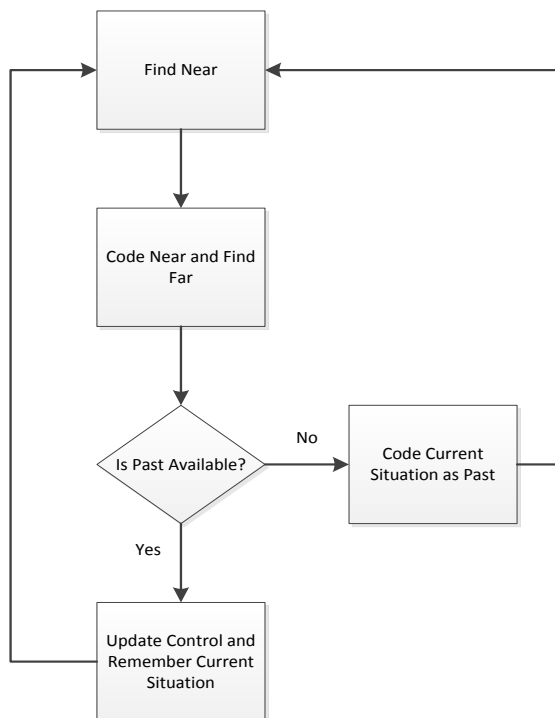 Find Near
Code Near and Find
Far
Is Past Available?
No
Code Current
Situation as Past
Yes
Update Control and
Remember Current
Situation